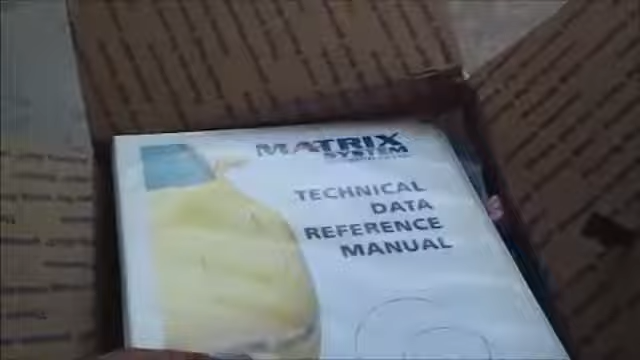 MATRIX
SYSTEM
TECHNICAL
DATA
REFERENCE
MANUAL